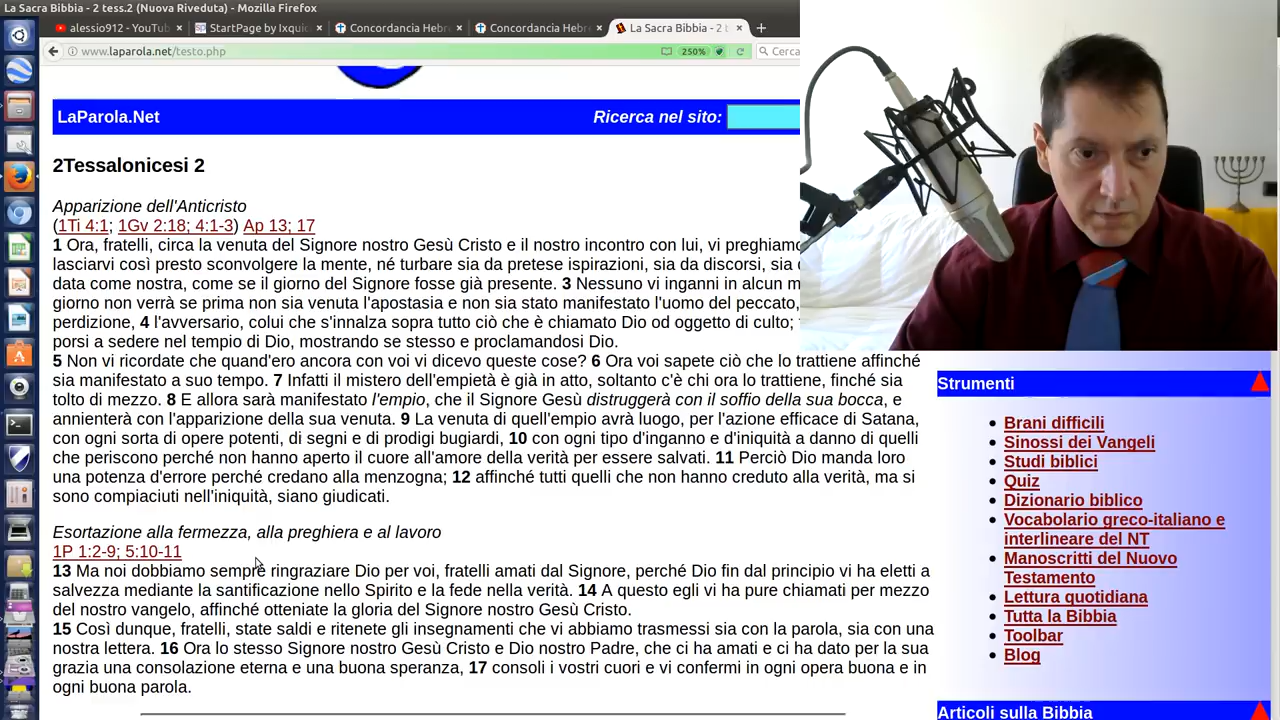 La Sacra Bibbia - 2 tess.2 (Nuova Riveduta) - Mozilla Firefox
alessio912 - YouTub × StartPage by Ixquic × Concordancia Hebre × Concordancia Hebre × La Sacra Bibbia - 2 t ×
www.laparola.net/testo.php 250% Cerca
LaParola.Net Ricerca nel sito:
2Tessalonicesi 2
Apparizione dell'Anticristo
(1Ti 4:1; 1Gv 2:18; 4:1-3) Ap 13; 17
1 Ora, fratelli, circa la venuta del Signore nostro Gesù Cristo e il nostro incontro con lui, vi preghiamo
lasciarvi così presto sconvolgere la mente, né turbare sia da pretese ispirazioni, sia da discorsi, sia
data come nostra, come se il giorno del Signore fosse già presente. 3 Nessuno vi inganni in alcun m
giorno non verrà se prima non sia venuta l'apostasia e non sia stato manifestato l'uomo del peccato,
perdizione, 4 l'avversario, colui che s'innalza sopra tutto ciò che è chiamato Dio od oggetto di culto;
porsi a sedere nel tempio di Dio, mostrando se stesso e proclamandosi Dio.
5 Non vi ricordate che quand'ero ancora con voi vi dicevo queste cose? 6 Ora voi sapete ciò che lo trattiene affinché
sia manifestato a suo tempo. 7 Infatti il mistero dell'empietà è già in atto, soltanto c'è chi ora lo trattiene, finché sia
tolto di mezzo. 8 E allora sarà manifestato l'empio, che il Signore Gesù distruggerà con il soffio della sua bocca, e
annienterà con l'apparizione della sua venuta. 9 La venuta di quell'empio avrà luogo, per l'azione efficace di Satana,
con ogni sorta di opere potenti, di segni e di prodigi bugiardi, 10 con ogni tipo d'inganno e d'iniquità a danno di quelli
che periscono perché non hanno aperto il cuore all'amore della verità per essere salvati. 11 Perciò Dio manda loro
una potenza d'errore perché credano alla menzogna; 12 affinché tutti quelli che non hanno creduto alla verità, ma si
sono compiaciuti nell'iniquità, siano giudicati.
Esortazione alla fermezza, alla preghiera e al lavoro
1P 1:2-9; 5:10-11
13 Ma noi dobbiamo sempre ringraziare Dio per voi, fratelli amati dal Signore, perché Dio fin dal principio vi ha eletti a
salvezza mediante la santificazione nello Spirito e la fede nella verità. 14 A questo egli vi ha pure chiamati per mezzo
del nostro vangelo, affinché otteniate la gloria del Signore nostro Gesù Cristo.
15 Così dunque, fratelli, state saldi e ritenete gli insegnamenti che vi abbiamo trasmessi sia con la parola, sia con una
nostra lettera. 16 Ora lo stesso Signore nostro Gesù Cristo e Dio nostro Padre, che ci ha amati e ci ha dato per la sua
grazia una consolazione eterna e una buona speranza, 17 consoli i vostri cuori e vi confermi in ogni opera buona e in
ogni buona parola.
Strumenti
Brani difficili
Sinossi dei Vangeli
Studi biblici
Quiz
Dizionario biblico
Vocabolario greco-italiano e
interlineare del NT
Manoscritti del Nuovo
Testamento
Lettura quotidiana
Tutta la Bibbia
Toolbar
Blog
Articoli sulla Bibbia